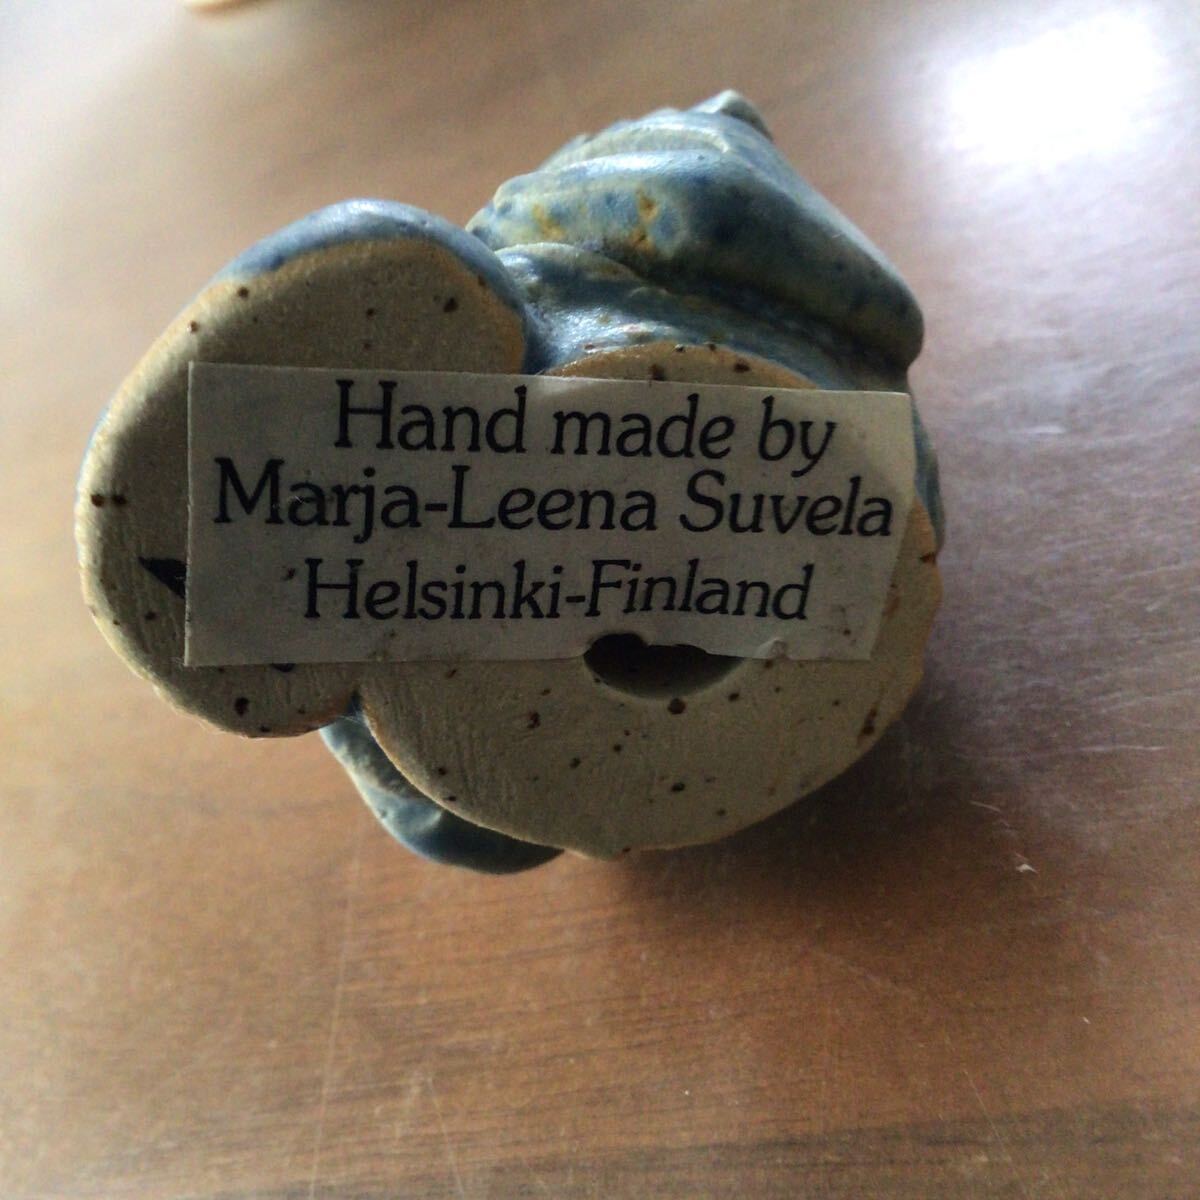 Hand made by
Marja-Leena Suvela
Helsinki-Finland